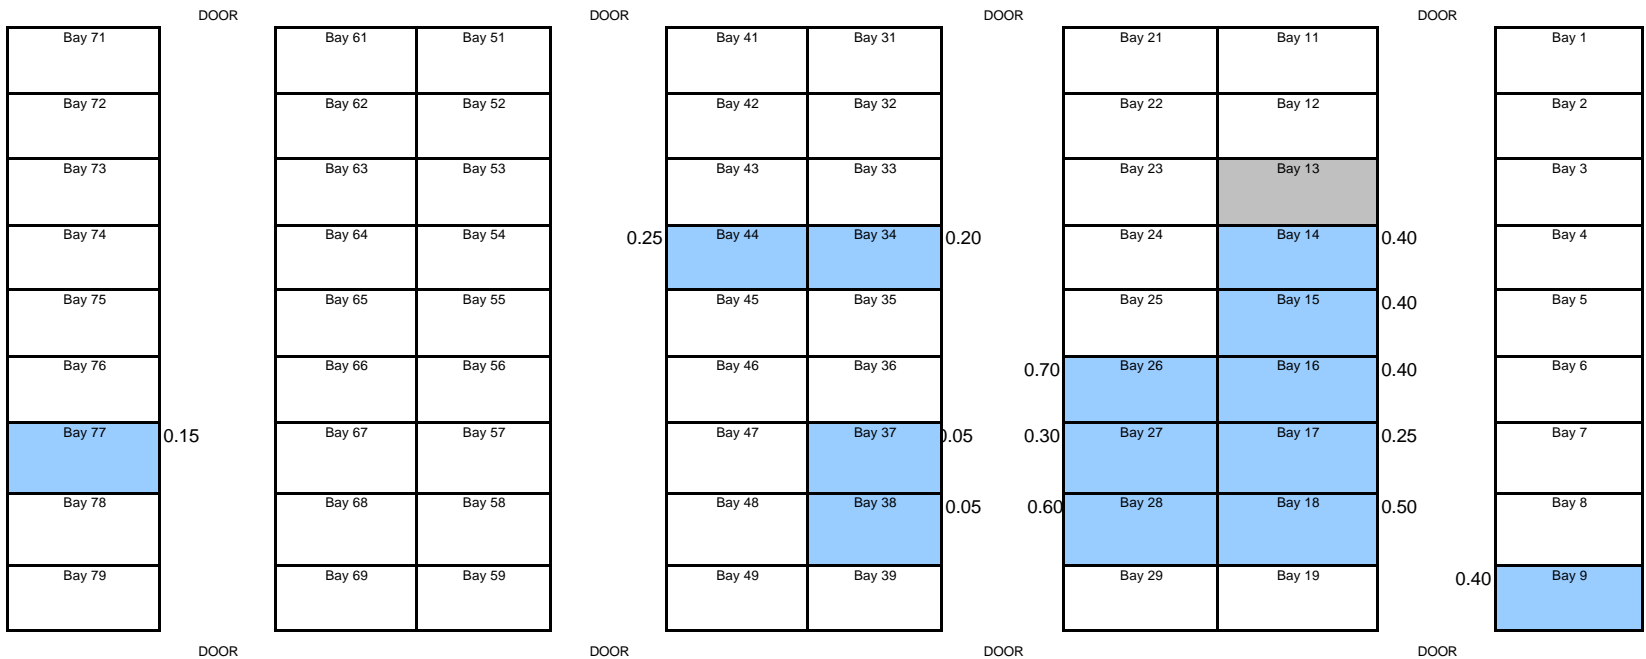 DOOR DOOR DOOR DOOR
Bay 71 Bay 61 Bay 51 Bay 41 Bay 31 Bay 21 Bay 11 Bay 1
Bay 72 Bay 62 Bay 52 Bay 42 Bay 32 Bay 22 Bay 12 Bay 2
Bay 73 Bay 63 Bay 53 Bay 43 Bay 33 Bay 23 Bay 13 Bay 3
Bay 74 Bay 64 Bay 54 0.25 Bay 44 Bay 34 0.20 Bay 24 Bay 14 0.40 Bay 4
Bay 75 Bay 65 Bay 55 Bay 45 Bay 35 Bay 25 Bay 15 0.40 Bay 5
Bay 76 Bay 66 Bay 56 Bay 46 Bay 36 0.70 Bay 26 Bay 16 0.40 Bay 6
Bay 77 0.15 Bay 67 Bay 57 Bay 47 Bay 37 0.05 0.30 Bay 27 Bay 17 0.25 Bay 7
Bay 78 Bay 68 Bay 58 Bay 48 Bay 38 0.05 0.60 Bay 28 Bay 18 0.50 Bay 8
Bay 79 Bay 69 Bay 59 Bay 49 Bay 39 Bay 29 Bay 19 0.40 Bay 9
DOOR DOOR DOOR DOOR